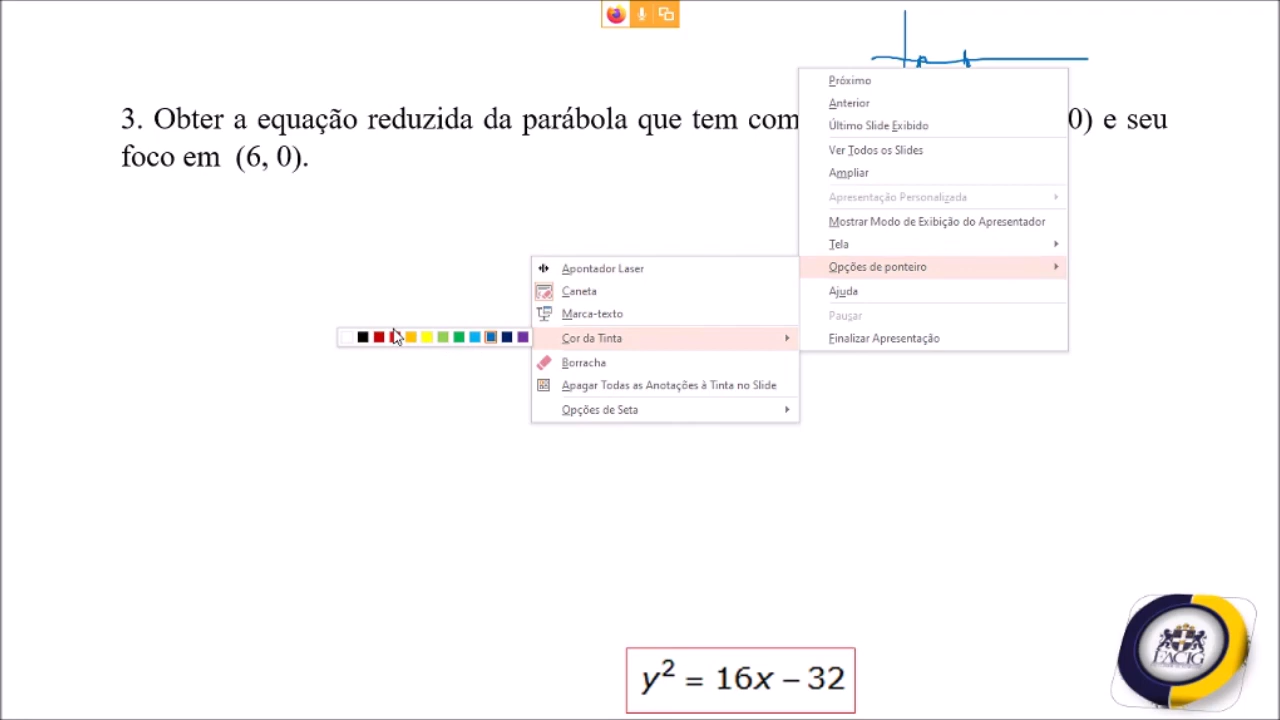 3. Obter a equação reduzida da parábola que tem com 0) e seu
foco em (6, 0).
Próximo
Anterior
Último Slide Exibido
Ver Todos os Slides
Ampliar
Apresentação Personalizada
Mostrar Modo de Exibição do Apresentador
Tela
Opções de ponteiro
Ajuda
Pausar
Finalizar Apresentação
Apontador Laser
Caneta
Marca-texto
Cor da Tinta
Borracha
Apagar Todas as Anotações à Tinta no Slide
Opções de Seta
y² = 16x – 32
FACIG